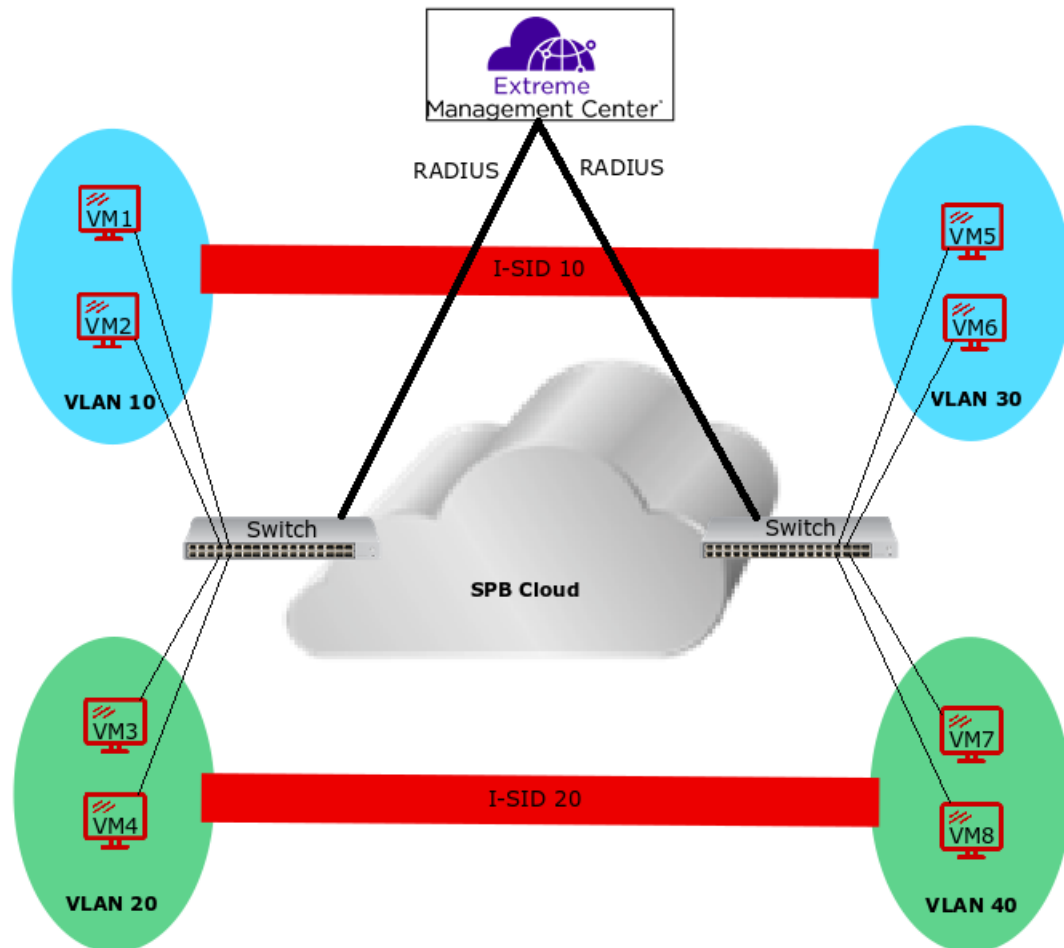 Extreme
Management Center
RADIUS
RADIUS
VM1
VM5
I-SID 10
VM2
VM6
VLAN 10
VLAN 30
Switch
Switch
SPB Cloud
VM3
VM7
I-SID 20
VM4
VM8
VLAN 20
VLAN 40